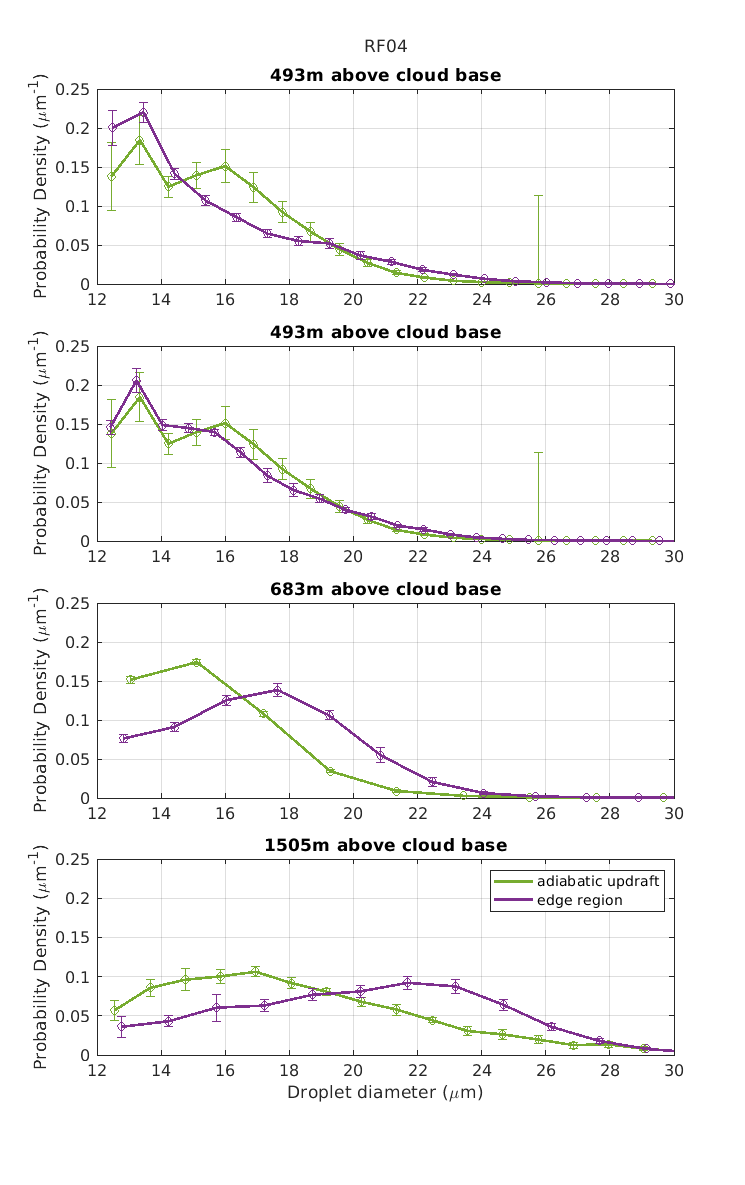 RF04
493m above cloud base
0.25
0.2
0.15
0.1
0.05
0
Probability Density (μm⁻¹)
12 14 16 18 20 22 24 26 28 30
493m above cloud base
0.25
0.2
0.15
0.1
0.05
0
Probability Density (μm⁻¹)
12 14 16 18 20 22 24 26 28 30
683m above cloud base
0.25
0.2
0.15
0.1
0.05
0
Probability Density (μm⁻¹)
12 14 16 18 20 22 24 26 28 30
1505m above cloud base
0.25
0.2
0.15
0.1
0.05
0
Probability Density (μm⁻¹)
adiabatic updraft
edge region
12 14 16 18 20 22 24 26 28 30
Droplet diameter (μm)